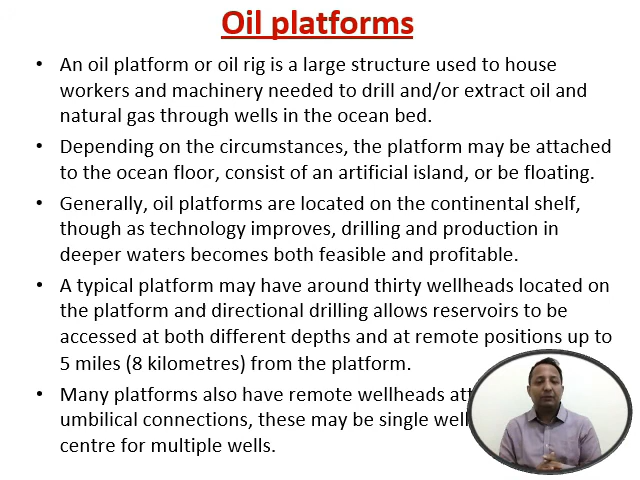 Oil platforms
• An oil platform or oil rig is a large structure used to house
workers and machinery needed to drill and/or extract oil and
natural gas through wells in the ocean bed.
• Depending on the circumstances, the platform may be attached
to the ocean floor, consist of an artificial island, or be floating.
• Generally, oil platforms are located on the continental shelf,
though as technology improves, drilling and production in
deeper waters becomes both feasible and profitable.
• A typical platform may have around thirty wellheads located on
the platform and directional drilling allows reservoirs to be
accessed at both different depths and at remote positions up to
5 miles (8 kilometres) from the platform.
• Many platforms also have remote wellheads
umbilical connections, these may be single
centre for multiple wells.